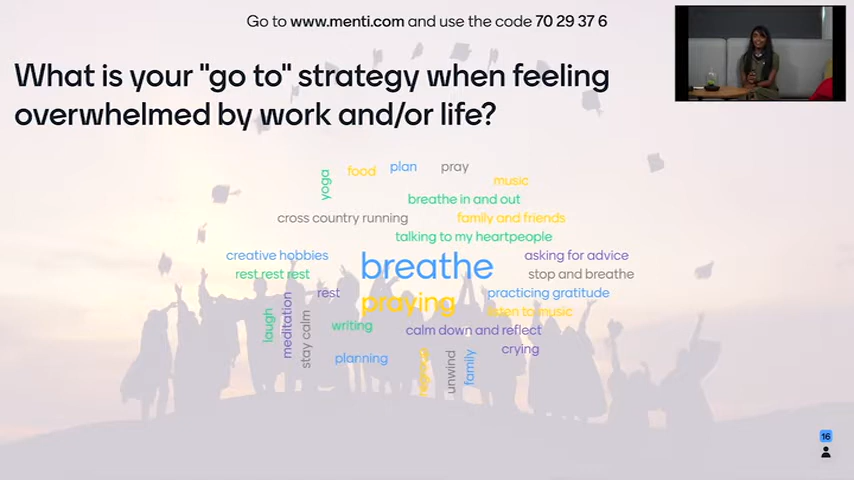 Go to www.menti.com and use the code 70 29 37 6
What is your "go to" strategy when feeling
overwhelmed by work and/or life?
yoga
food
plan
pray
music
breathe in and out
cross country running
family and friends
talking to my heartpeople
creative hobbies
breathe
asking for advice
rest rest rest
stop and breathe
rest
praying
practicing gratitude
laugh
meditation
stay calm
writing
listen to music
calm down and reflect
planning
crying
unwind
family
16